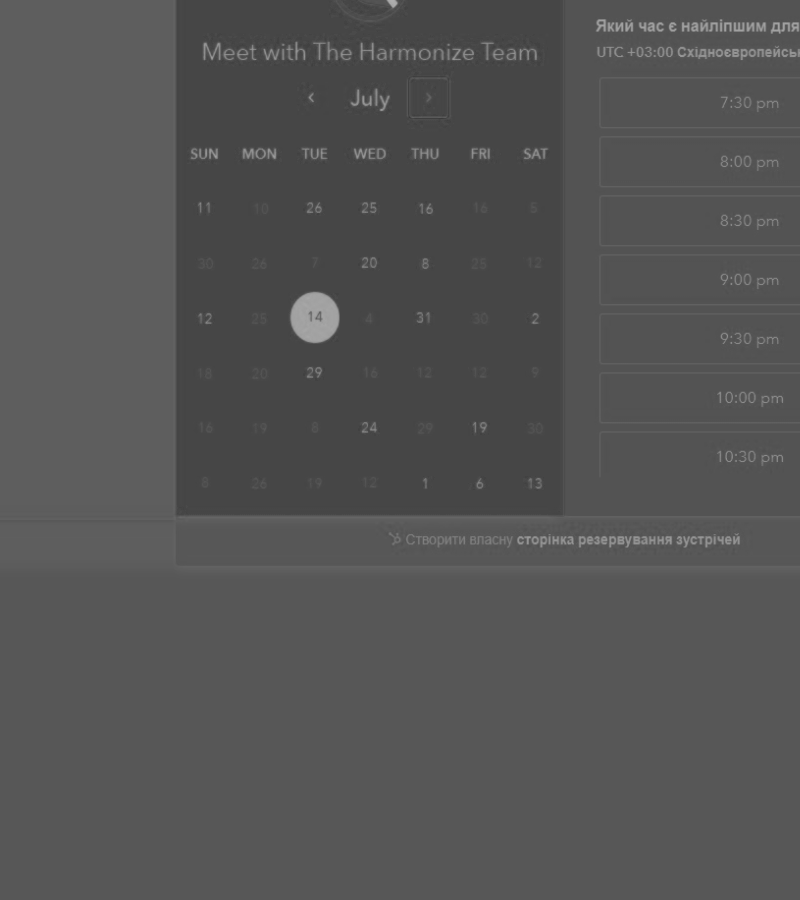 Meet with The Harmonize Team
‹ July ›
SUN MON TUE WED THU FRI SAT
11 10 26 25 16 16 5
30 26 7 20 8 25 12
12 14 4 31 30 2
18 20 29 16 12 12 9
16 19 8 24 29 19 30
8 26 19 12 1 6 13
Який час є найліпшим для
UTC +03:00 Східноєвропейсь
7:30 pm
8:00 pm
8:30 pm
9:00 pm
9:30 pm
10:00 pm
10:30 pm
Створити власну сторінка резервування зустрічей